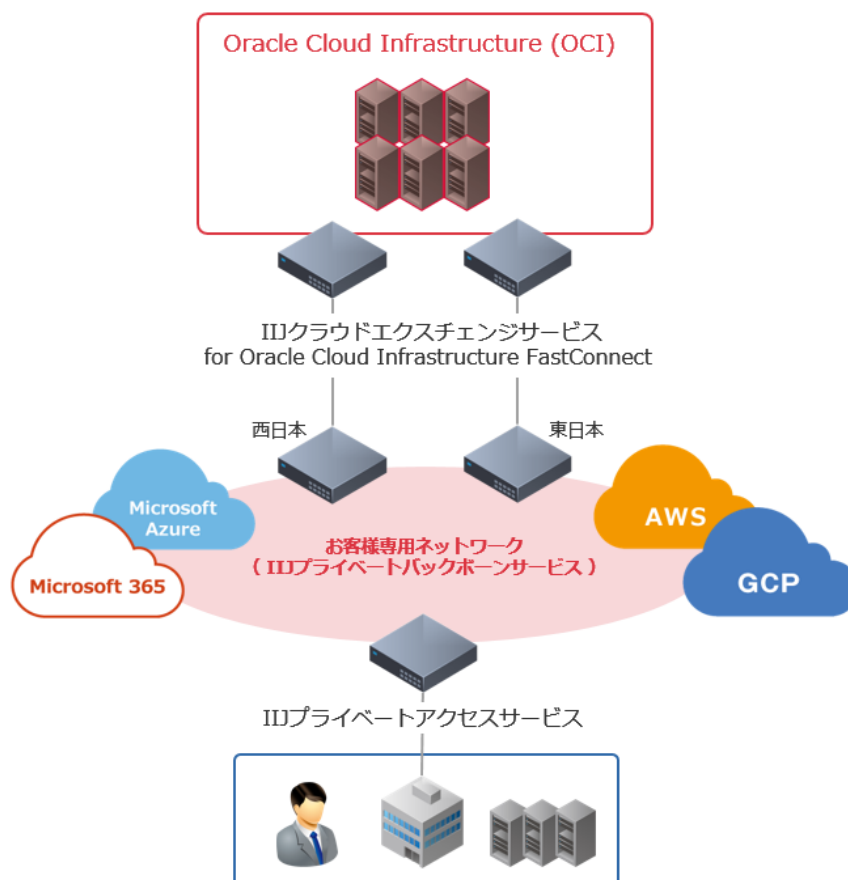 Oracle Cloud Infrastructure (OCI)
IIJクラウドエクスチェンジサービス
for Oracle Cloud Infrastructure FastConnect
西日本
東日本
Microsoft
Azure
AWS
お客様専用ネットワーク
( IIJプライベートバックボーンサービス )
Microsoft 365
GCP
IIJプライベートアクセスサービス